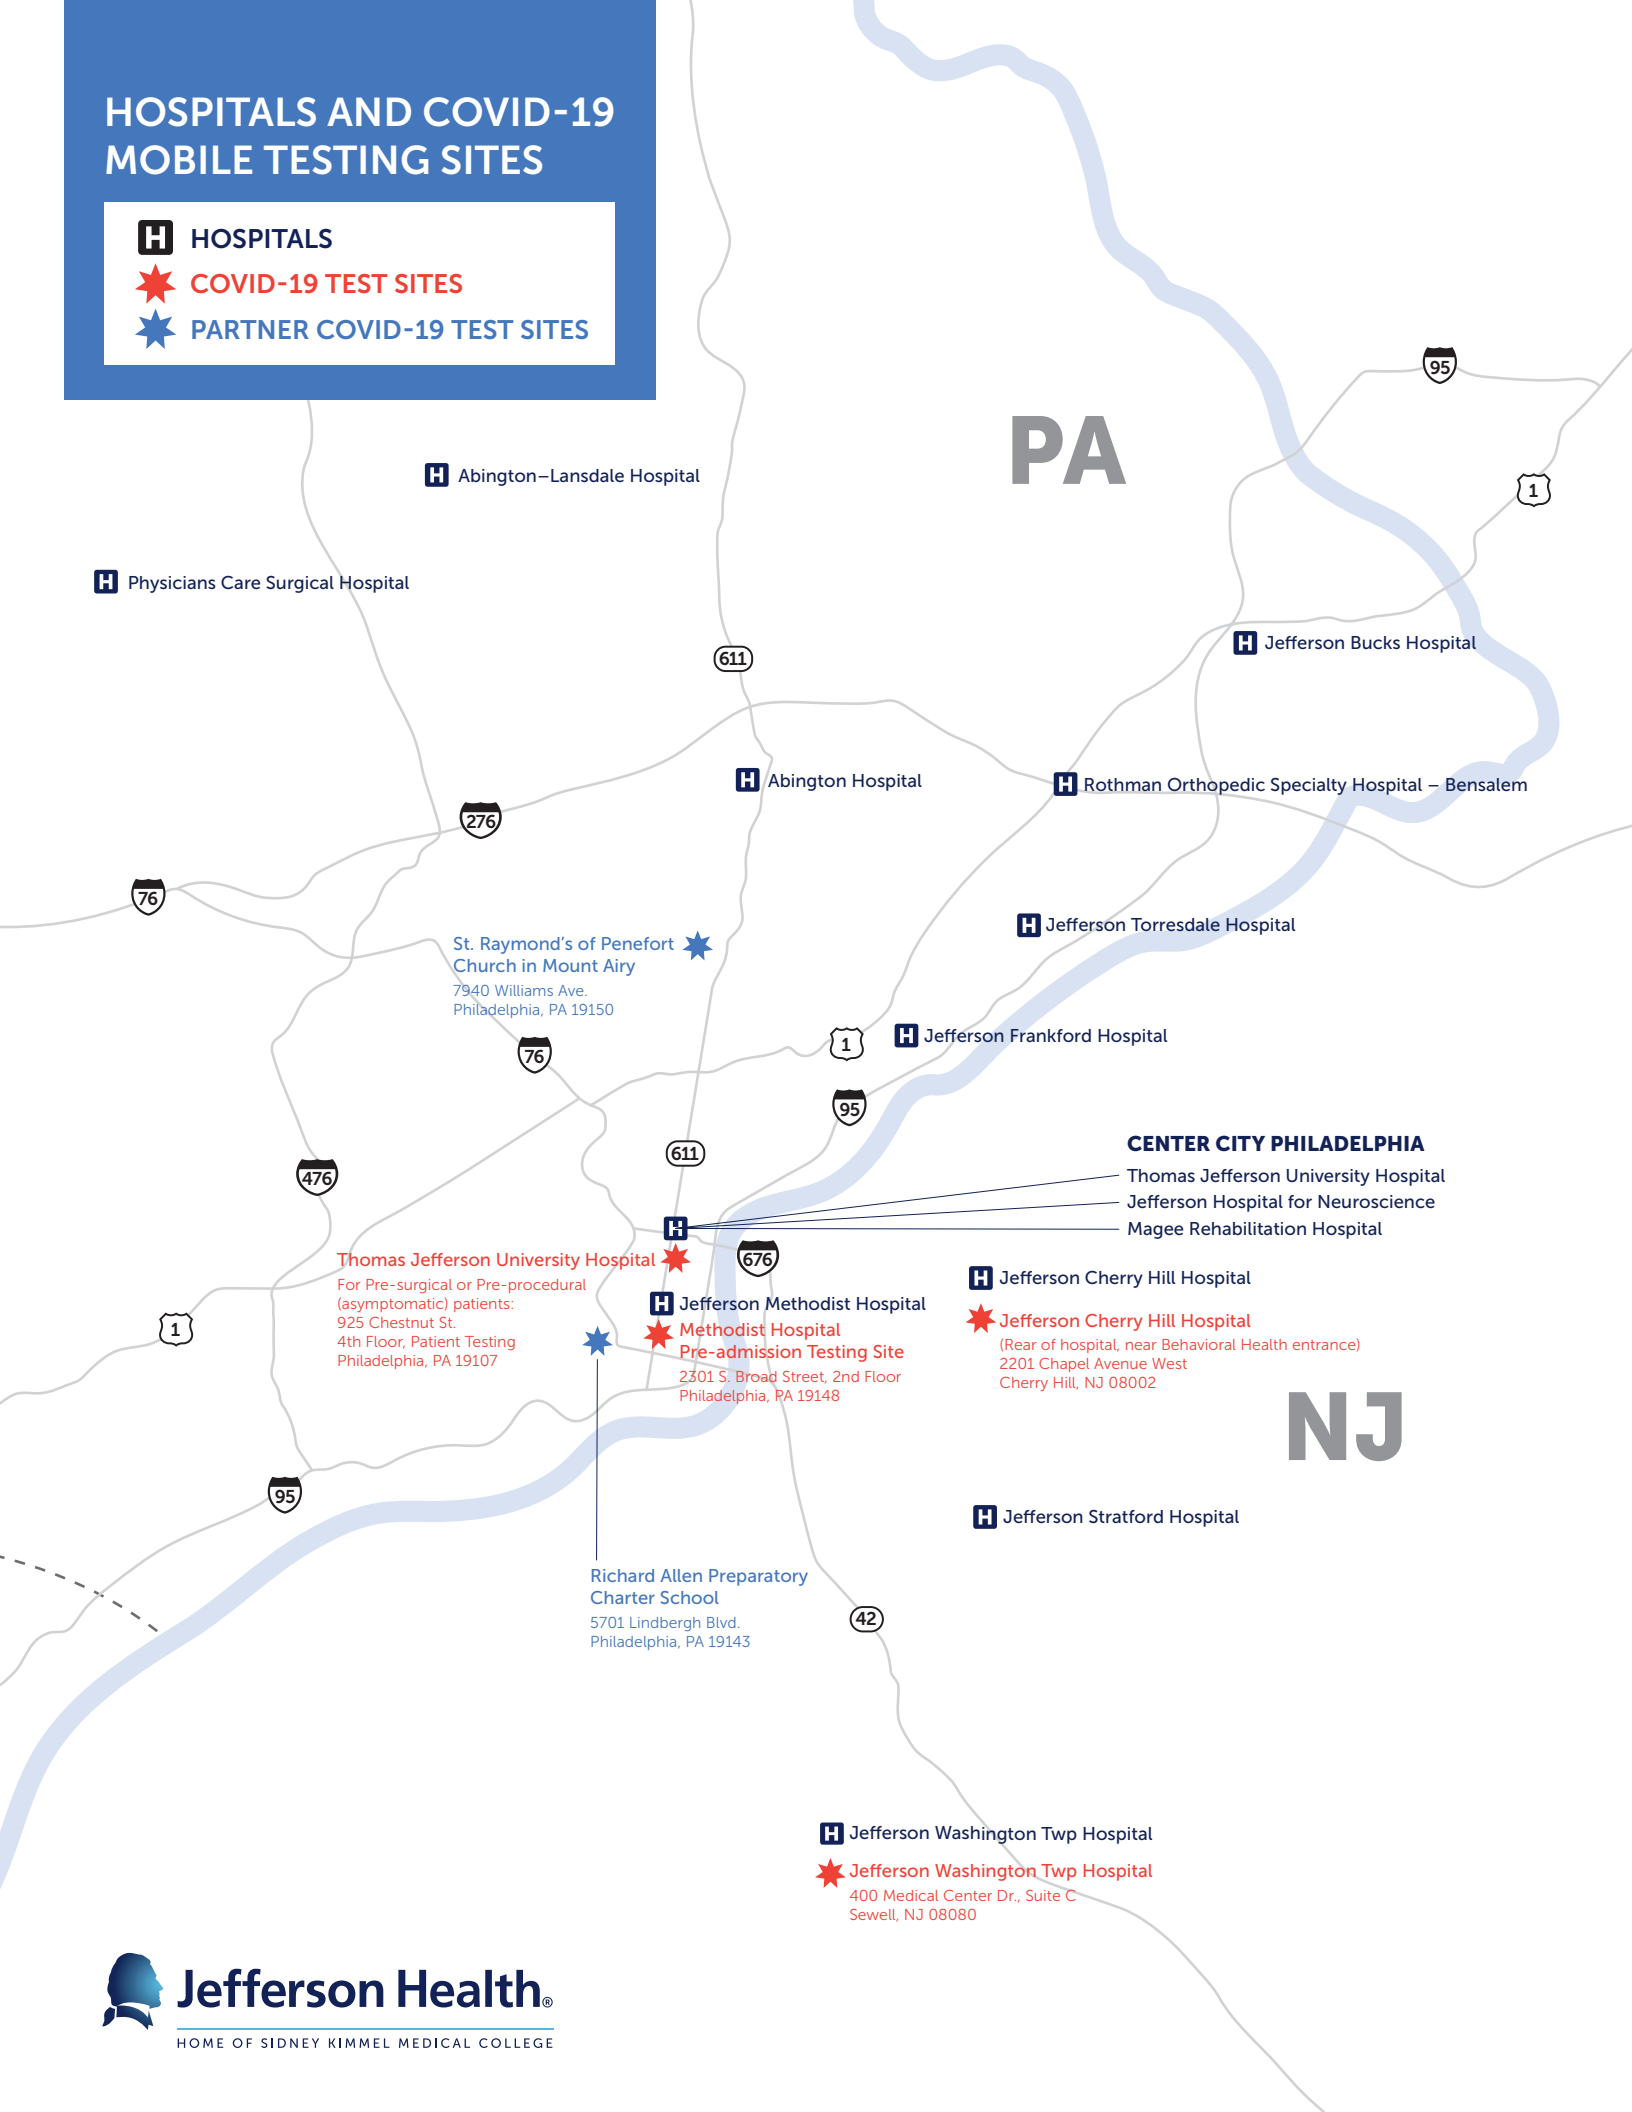 HOSPITALS AND COVID-19
MOBILE TESTING SITES
H HOSPITALS
COVID-19 TEST SITES
PARTNER COVID-19 TEST SITES
95
PA
H Abington–Lansdale Hospital
1
H Physicians Care Surgical Hospital
H Jefferson Bucks Hospital
611
H Abington Hospital
H Rothman Orthopedic Specialty Hospital – Bensalem
276
76
H Jefferson Torresdale Hospital
St. Raymond's of Penefort
Church in Mount Airy
7940 Williams Ave.
Philadelphia, PA 19150
H Jefferson Frankford Hospital
1
76
95
CENTER CITY PHILADELPHIA
611
Thomas Jefferson University Hospital
476
Jefferson Hospital for Neuroscience
H
Magee Rehabilitation Hospital
Thomas Jefferson University Hospital
For Pre-surgical or Pre-procedural
(asymptomatic) patients:
925 Chestnut St.
4th Floor, Patient Testing
Philadelphia, PA 19107
676
H Jefferson Cherry Hill Hospital
H Jefferson Methodist Hospital
Methodist Hospital
Pre-admission Testing Site
2301 S. Broad Street, 2nd Floor
Philadelphia, PA 19148
Jefferson Cherry Hill Hospital
(Rear of hospital, near Behavioral Health entrance)
2201 Chapel Avenue West
Cherry Hill, NJ 08002
1
NJ
95
H Jefferson Stratford Hospital
Richard Allen Preparatory
Charter School
5701 Lindbergh Blvd.
Philadelphia, PA 19143
42
H Jefferson Washington Twp Hospital
Jefferson Washington Twp Hospital
400 Medical Center Dr., Suite C
Sewell, NJ 08080
Jefferson Health®
HOME OF SIDNEY KIMMEL MEDICAL COLLEGE